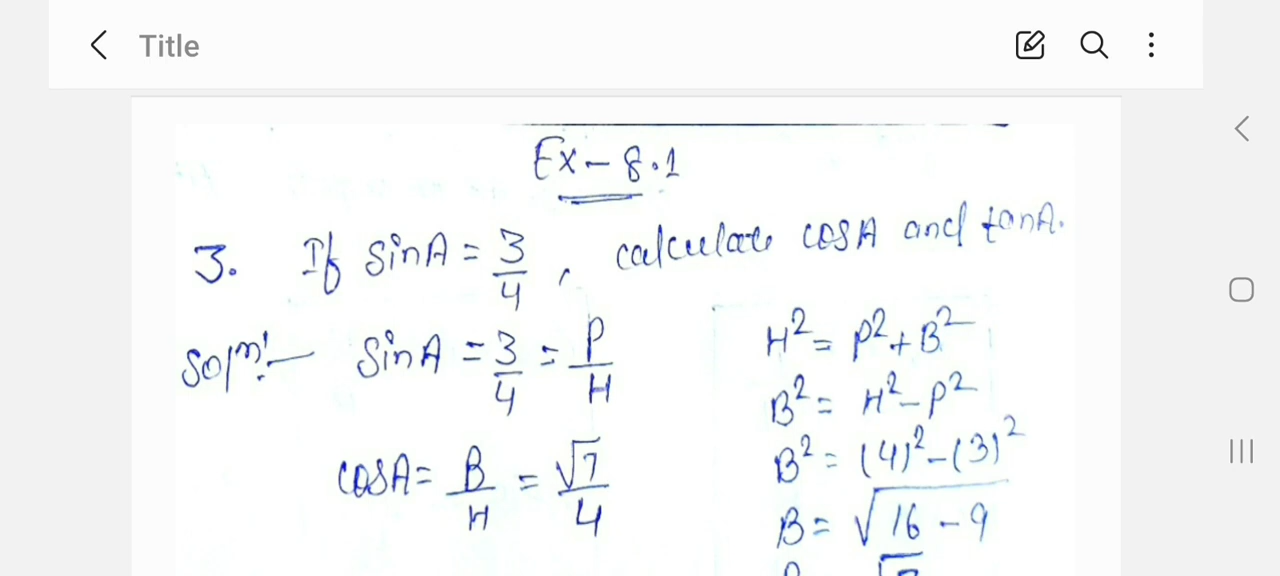 Title
Ex - 8.1
3. If sinA = 3/4, calculate cosA and tanA.
Soln:- sinA = 3/4 = P/H
cosA = B/H = √7/4
H² = P² + B²
B² = H² - P²
B² = (4)² - (3)²
B = √16 - 9